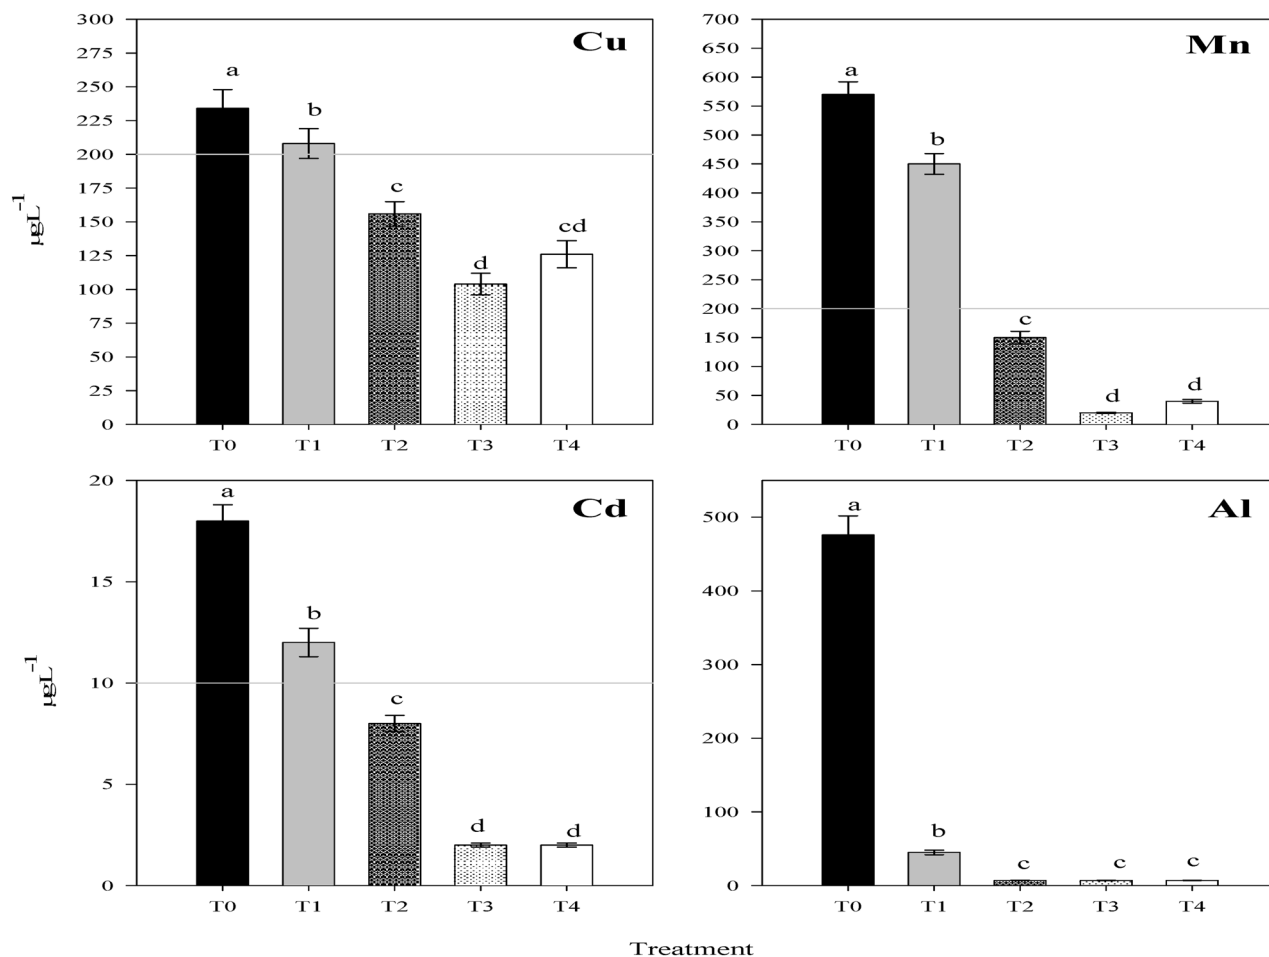 Cu
300
275
250
225
200
175
150
125
100
75
50
25
0
a
b
c
d
cd
T0 T1 T2 T3 T4
µgL-1
Mn
700
650
600
550
500
450
400
350
300
250
200
150
100
50
0
a
b
c
d
d
T0 T1 T2 T3 T4
Cd
20
15
10
5
0
a
b
c
d
d
T0 T1 T2 T3 T4
µgL-1
Al
500
400
300
200
100
0
a
b
c
c
c
T0 T1 T2 T3 T4
Treatment